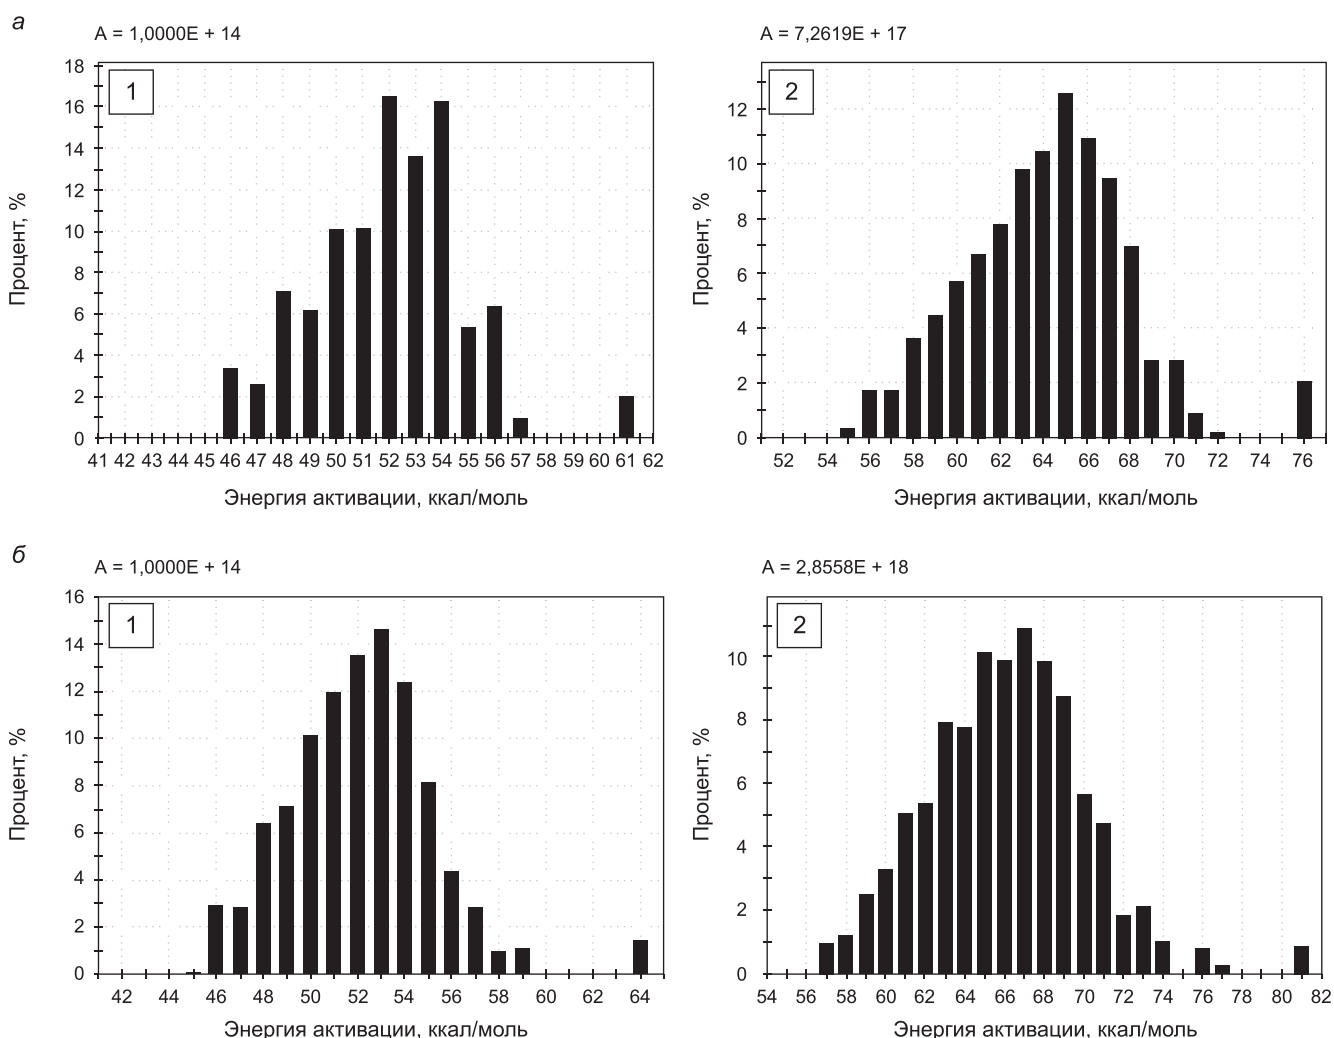 а
A = 1,0000E + 14
1
18
16
14
12
10
8
6
4
2
0
Процент, %
41 42 43 44 45 46 47 48 49 50 51 52 53 54 55 56 57 58 59 60 61 62
Энергия активации, ккал/моль
A = 7,2619E + 17
2
12
10
8
6
4
2
0
Процент, %
52 54 56 58 60 62 64 66 68 70 72 74 76
Энергия активации, ккал/моль
б
A = 1,0000E + 14
1
16
14
12
10
8
6
4
2
0
Процент, %
42 44 46 48 50 52 54 56 58 60 62 64
Энергия активации, ккал/моль
A = 2,8558E + 18
2
10
8
6
4
2
0
Процент, %
54 56 58 60 62 64 66 68 70 72 74 76 78 80 82
Энергия активации, ккал/моль